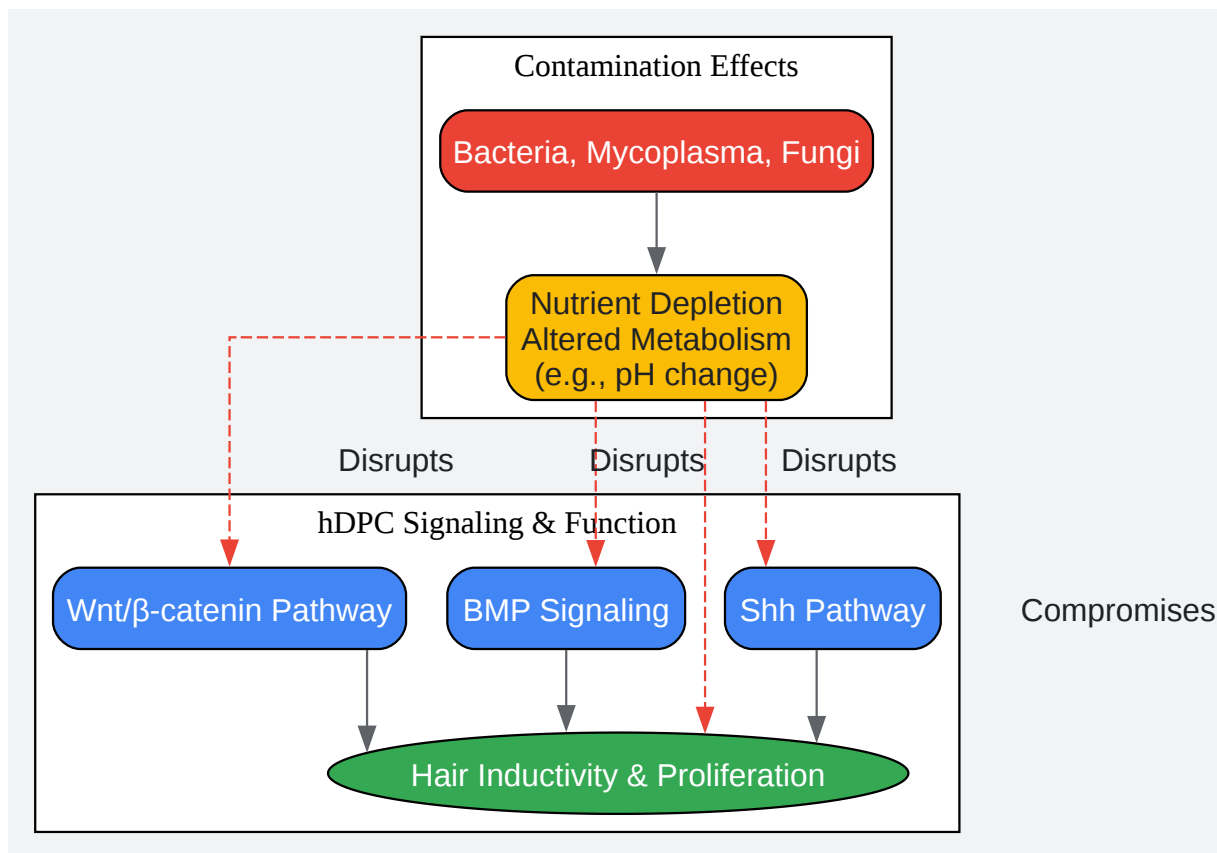 Contamination Effects
Bacteria, Mycoplasma, Fungi
Nutrient Depletion
Altered Metabolism
(e.g., pH change)
Disrupts
Disrupts
Disrupts
hDPC Signaling & Function
Wnt/β-catenin Pathway
BMP Signaling
Shh Pathway
Compromises
Hair Inductivity & Proliferation